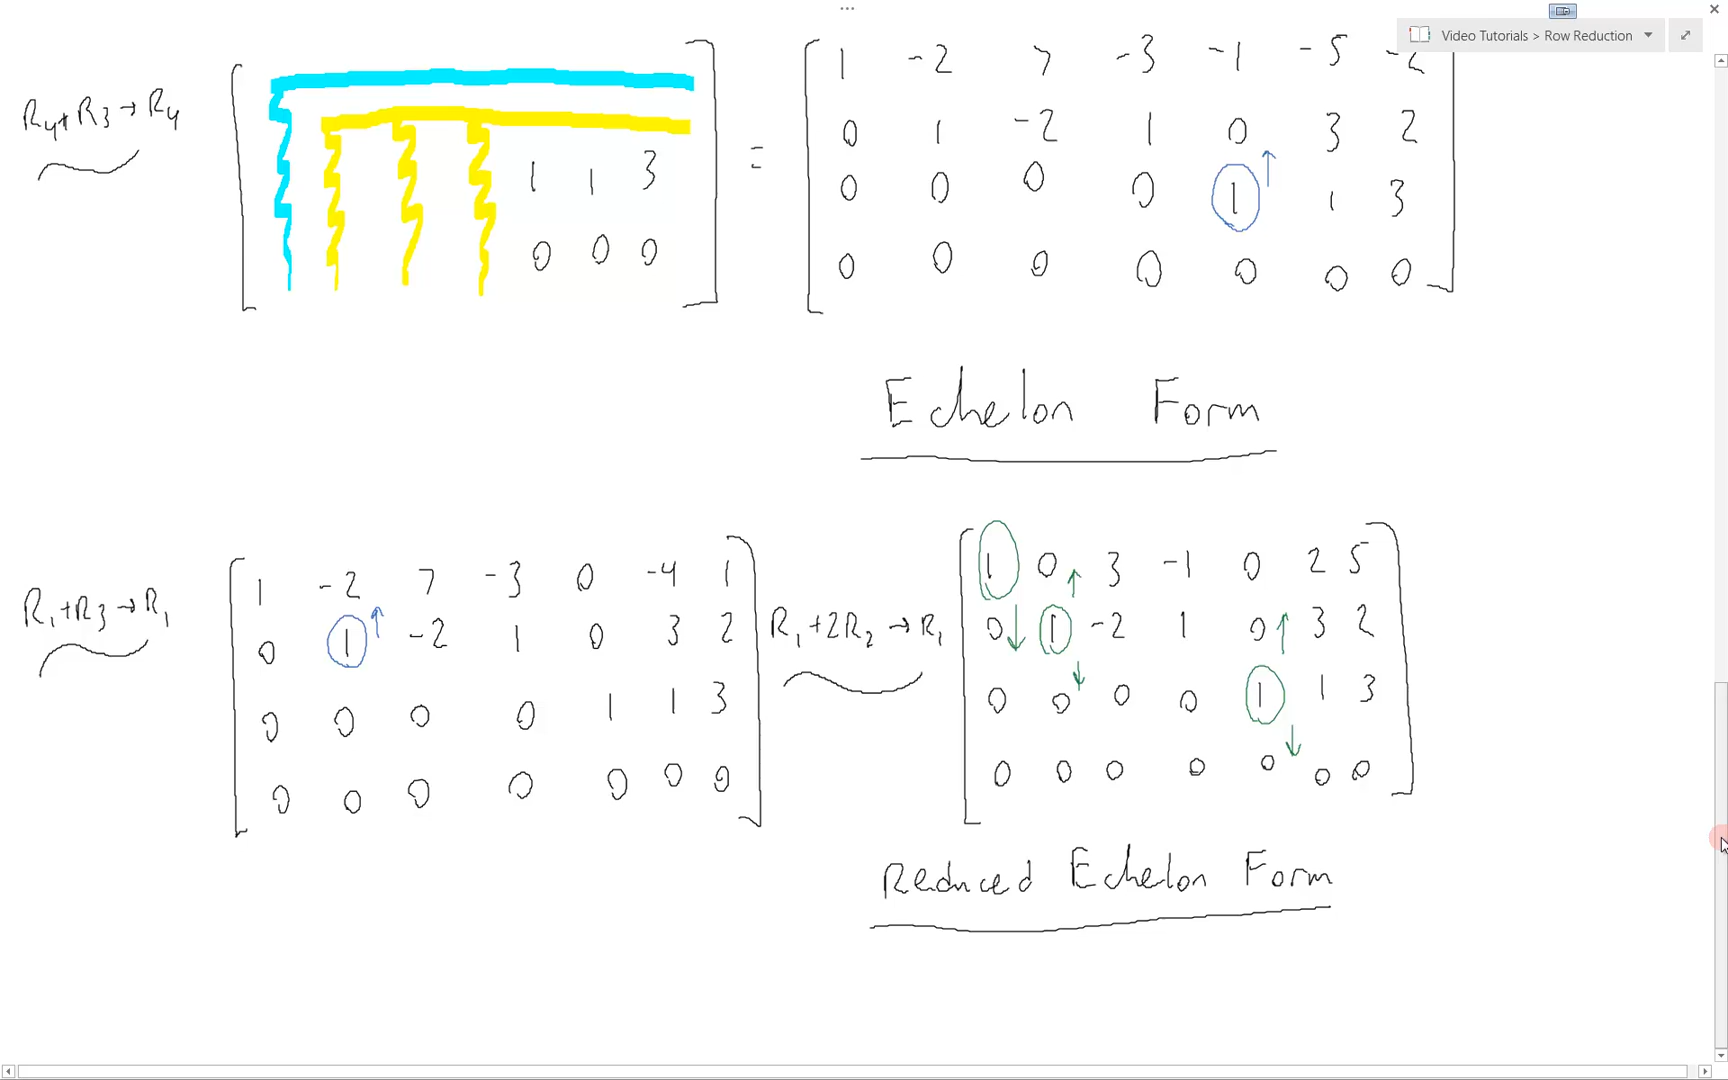 ...
Video Tutorials > Row Reduction
R4+R3→R4
1 1 3
0 0 0
=
1 -2 7 -3 -1 -5 -2
0 1 -2 1 0 3 2
0 0 0 0 1 1 3
0 0 0 0 0 0 0
Echelon Form
R1+R3→R1
1 -2 7 -3 0 -4 1
0 1 -2 1 0 3 2
0 0 0 0 1 1 3
0 0 0 0 0 0 0
R1+2R2→R1
1 0 3 -1 0 2 5
0 1 -2 1 0 3 2
0 0 0 0 1 1 3
0 0 0 0 0 0 0
Reduced Echelon Form